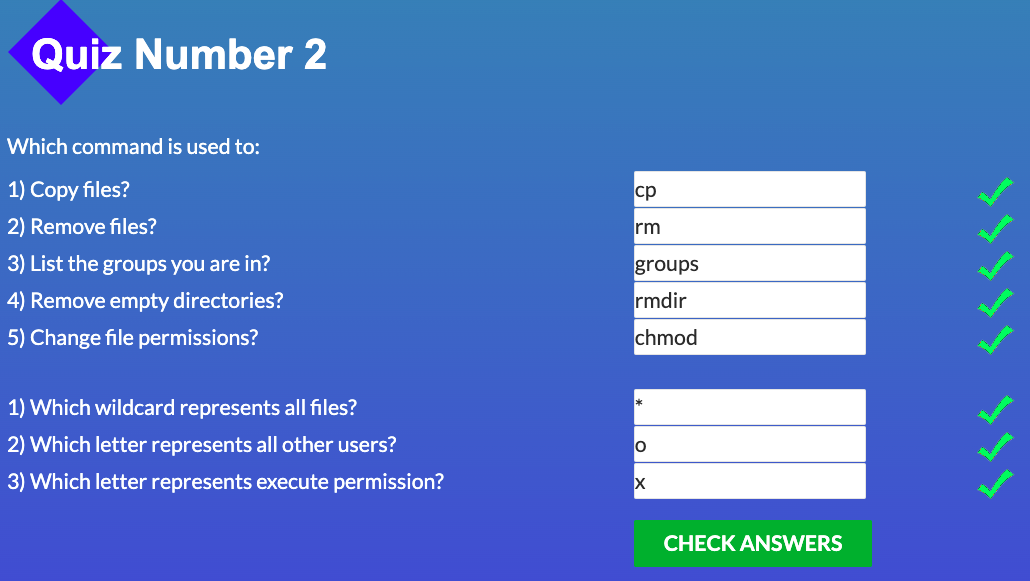 Quiz Number 2
Which command is used to:
1) Copy files? cp
2) Remove files? rm
3) List the groups you are in? groups
4) Remove empty directories? rmdir
5) Change file permissions? chmod
1) Which wildcard represents all files? *
2) Which letter represents all other users? o
3) Which letter represents execute permission? x
CHECK ANSWERS